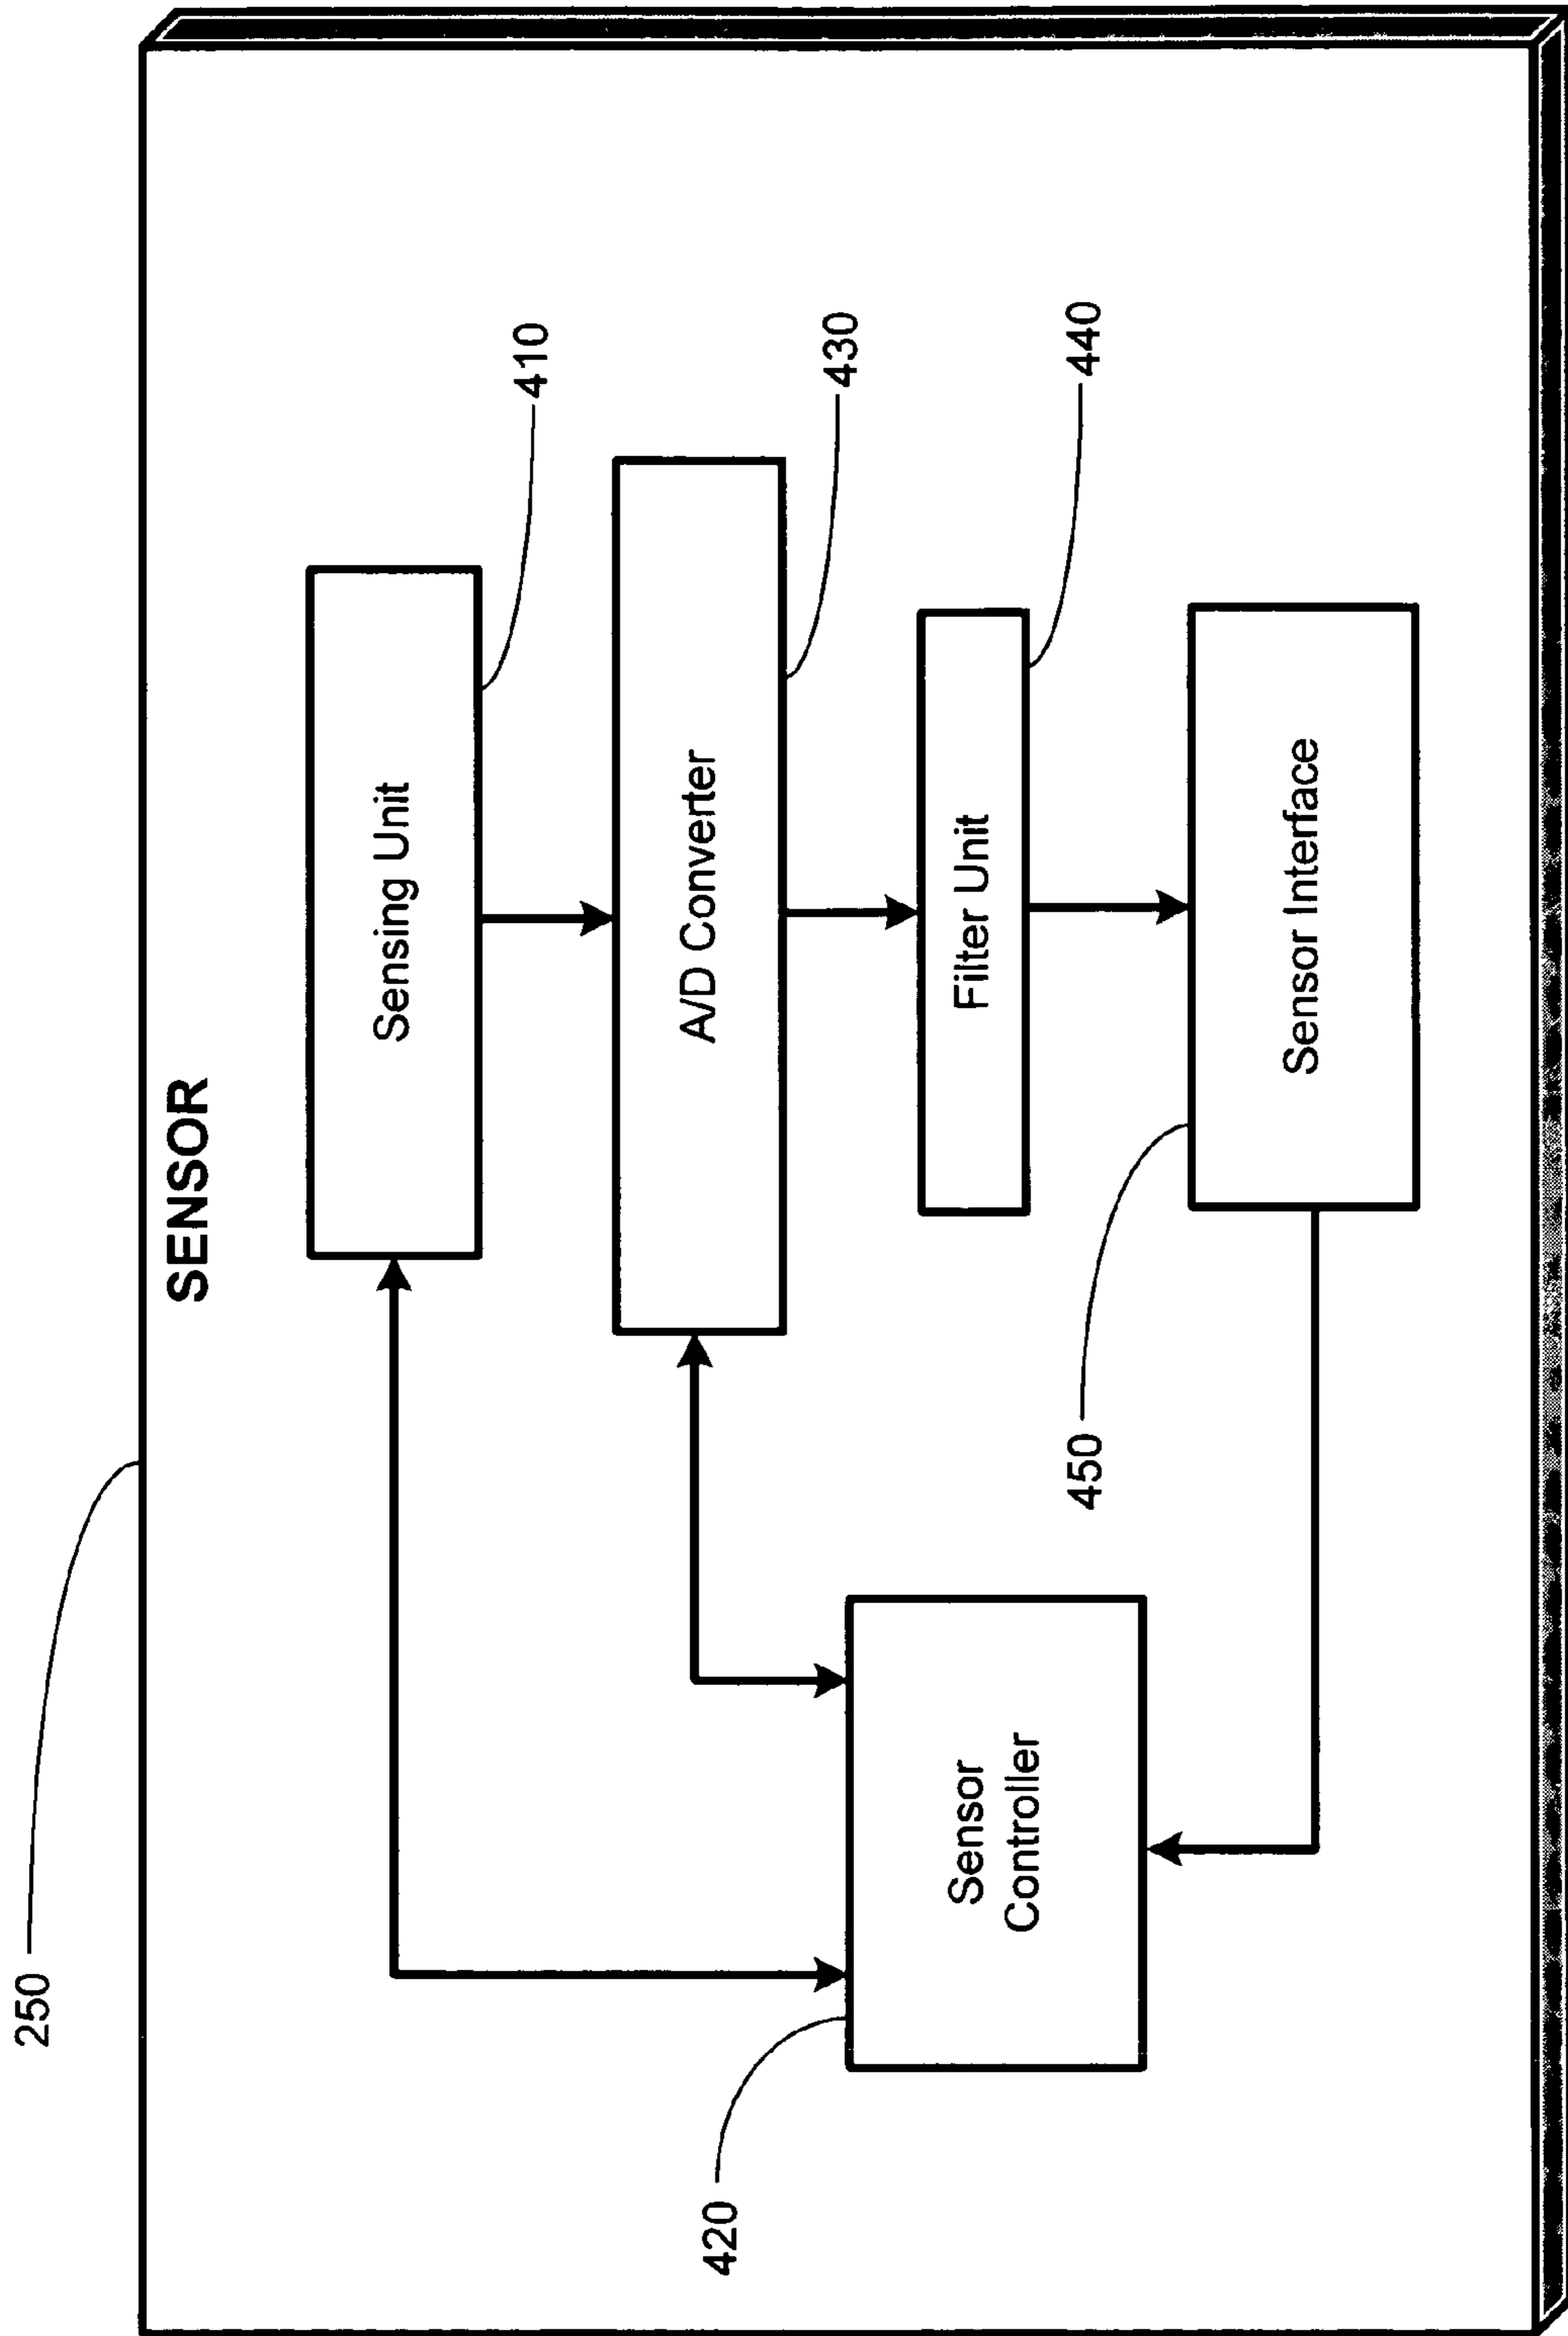 250
SENSOR
Sensing Unit
410
A/D Converter
430
420
Sensor
Controller
Filter Unit
440
450
Sensor Interface